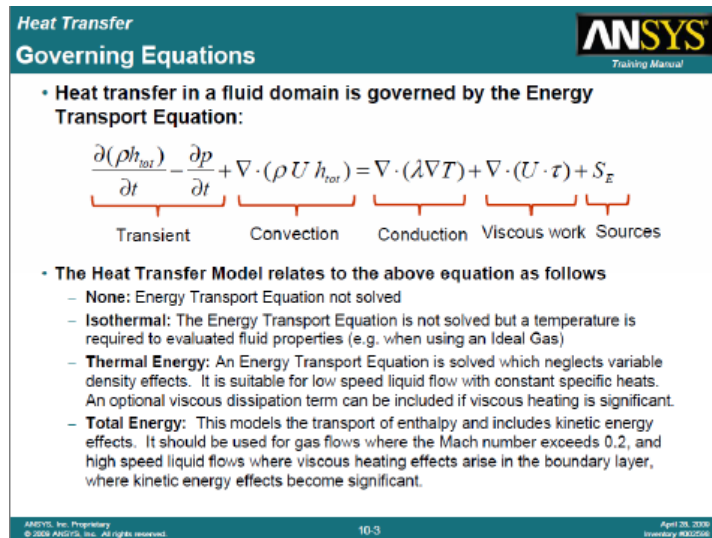 Heat Transfer
Governing Equations
ANSYS
Training Manual
• Heat transfer in a fluid domain is governed by the Energy
Transport Equation:
∂(ρh_tot)/∂t − ∂p/∂t + ∇·(ρ U h_tot) = ∇·(λ∇T) + ∇·(U·τ) + S_E
Transient Convection Conduction Viscous work Sources
• The Heat Transfer Model relates to the above equation as follows
– None: Energy Transport Equation not solved
– Isothermal: The Energy Transport Equation is not solved but a temperature is
required to evaluated fluid properties (e.g. when using an Ideal Gas)
– Thermal Energy: An Energy Transport Equation is solved which neglects variable
density effects. It is suitable for low speed liquid flow with constant specific heats.
An optional viscous dissipation term can be included if viscous heating is significant.
– Total Energy: This models the transport of enthalpy and includes kinetic energy
effects. It should be used for gas flows where the Mach number exceeds 0.2, and
high speed liquid flows where viscous heating effects arise in the boundary layer,
where kinetic energy effects become significant.
ANSYS, Inc. Proprietary
© 2009 ANSYS, Inc. All rights reserved.
10-3
April 28, 2009
Inventory #002598